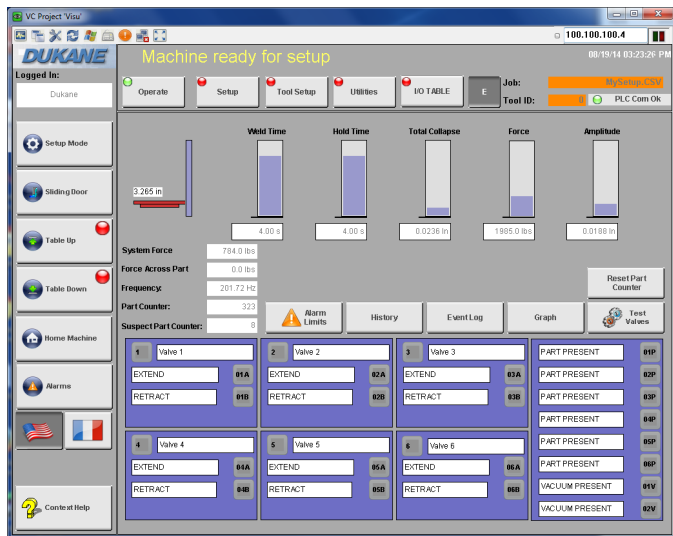 VC Project 'Visu'
100.100.100.4
DUKANE
Machine ready for setup
08/19/14 03:23:26 PM
Logged In:
Dukane
Operate
Setup
Tool Setup
Utilities
I/O TABLE
E
Job:
MySetup.CSV
Tool ID:
0
PLC Com Ok
Setup Mode
Sliding Door
Table Up
Table Down
Home Machine
Alarms
Context Help
Weld Time
Hold Time
Total Collapse
Force
Amplitude
3.265 in
4.00 s
4.00 s
0.0236 In
1985.0 lbs
0.0188 In
System Force
784.0 lbs
Force Across Part
0.0 lbs
Frequency:
201.72 Hz
Part Counter:
323
Suspect Part Counter:
8
Reset Part
Counter
Alarm
Limits
History
Event Log
Graph
Test
Valves
1
Valve 1
EXTEND
01A
RETRACT
01B
2
Valve 2
EXTEND
02A
RETRACT
02B
3
Valve 3
EXTEND
03A
RETRACT
03B
4
Valve 4
EXTEND
04A
RETRACT
04B
5
Valve 5
EXTEND
05A
RETRACT
05B
6
Valve 6
EXTEND
06A
RETRACT
06B
PART PRESENT
01P
PART PRESENT
02P
PART PRESENT
03P
PART PRESENT
04P
PART PRESENT
05P
PART PRESENT
06P
VACUUM PRESENT
01V
VACUUM PRESENT
02V